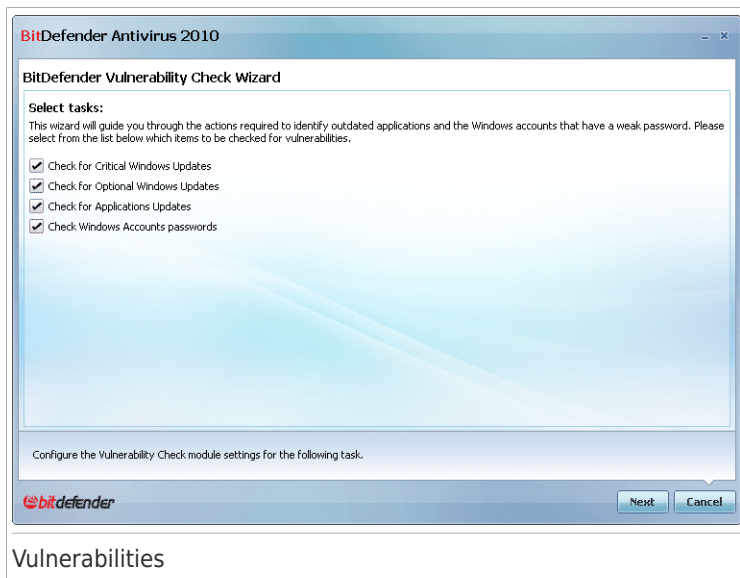 BitDefender Antivirus 2010
BitDefender Vulnerability Check Wizard
Select tasks:
This wizard will guide you through the actions required to identify outdated applications and the Windows accounts that have a weak password. Please
select from the list below which items to be checked for vulnerabilities.
Check for Critical Windows Updates
Check for Optional Windows Updates
Check for Applications Updates
Check Windows Accounts passwords
Configure the Vulnerability Check module settings for the following task.
bitdefender
Next Cancel
Vulnerabilities